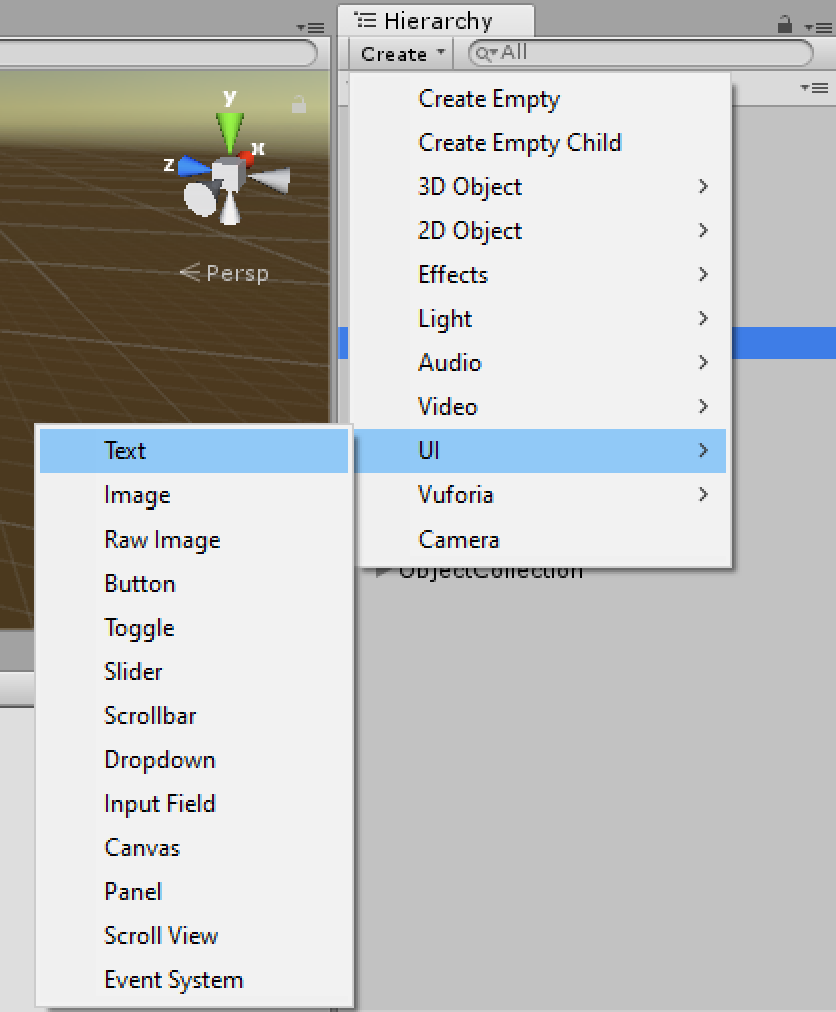 Hierarchy
Create
All
y
x
z
Persp
Create Empty
Create Empty Child
3D Object
2D Object
Effects
Light
Audio
Video
UI
Vuforia
Camera
ObjectCollection
Text
Image
Raw Image
Button
Toggle
Slider
Scrollbar
Dropdown
Input Field
Canvas
Panel
Scroll View
Event System